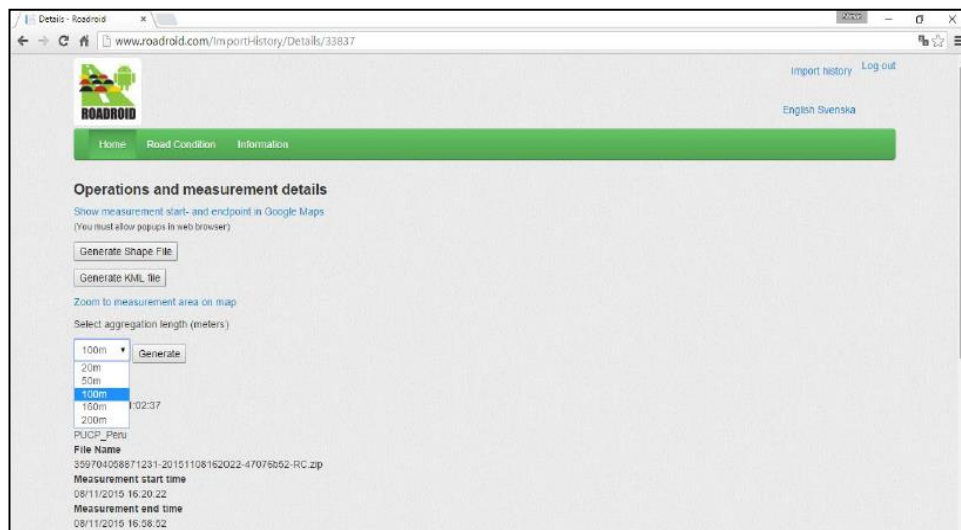 Details - Roadroid
www.roadroid.com/ImportHistory/Details/33837
Import history Log out
ROADROID
English Svenska
Home Road Condition Information
Operations and measurement details
Show measurement start- and endpoint in Google Maps
(You must allow popups in web browser)
Generate Shape File
Generate KML file
Zoom to measurement area on map
Select aggregation length (meters)
100m Generate
20m
50m
100m
160m :02:37
200m
PUCP_Peru
File Name
359704058871231-20151108162022-47076b52-RC.zip
Measurement start time
08/11/2015 16:20:22
Measurement end time
08/11/2015 16:58:52